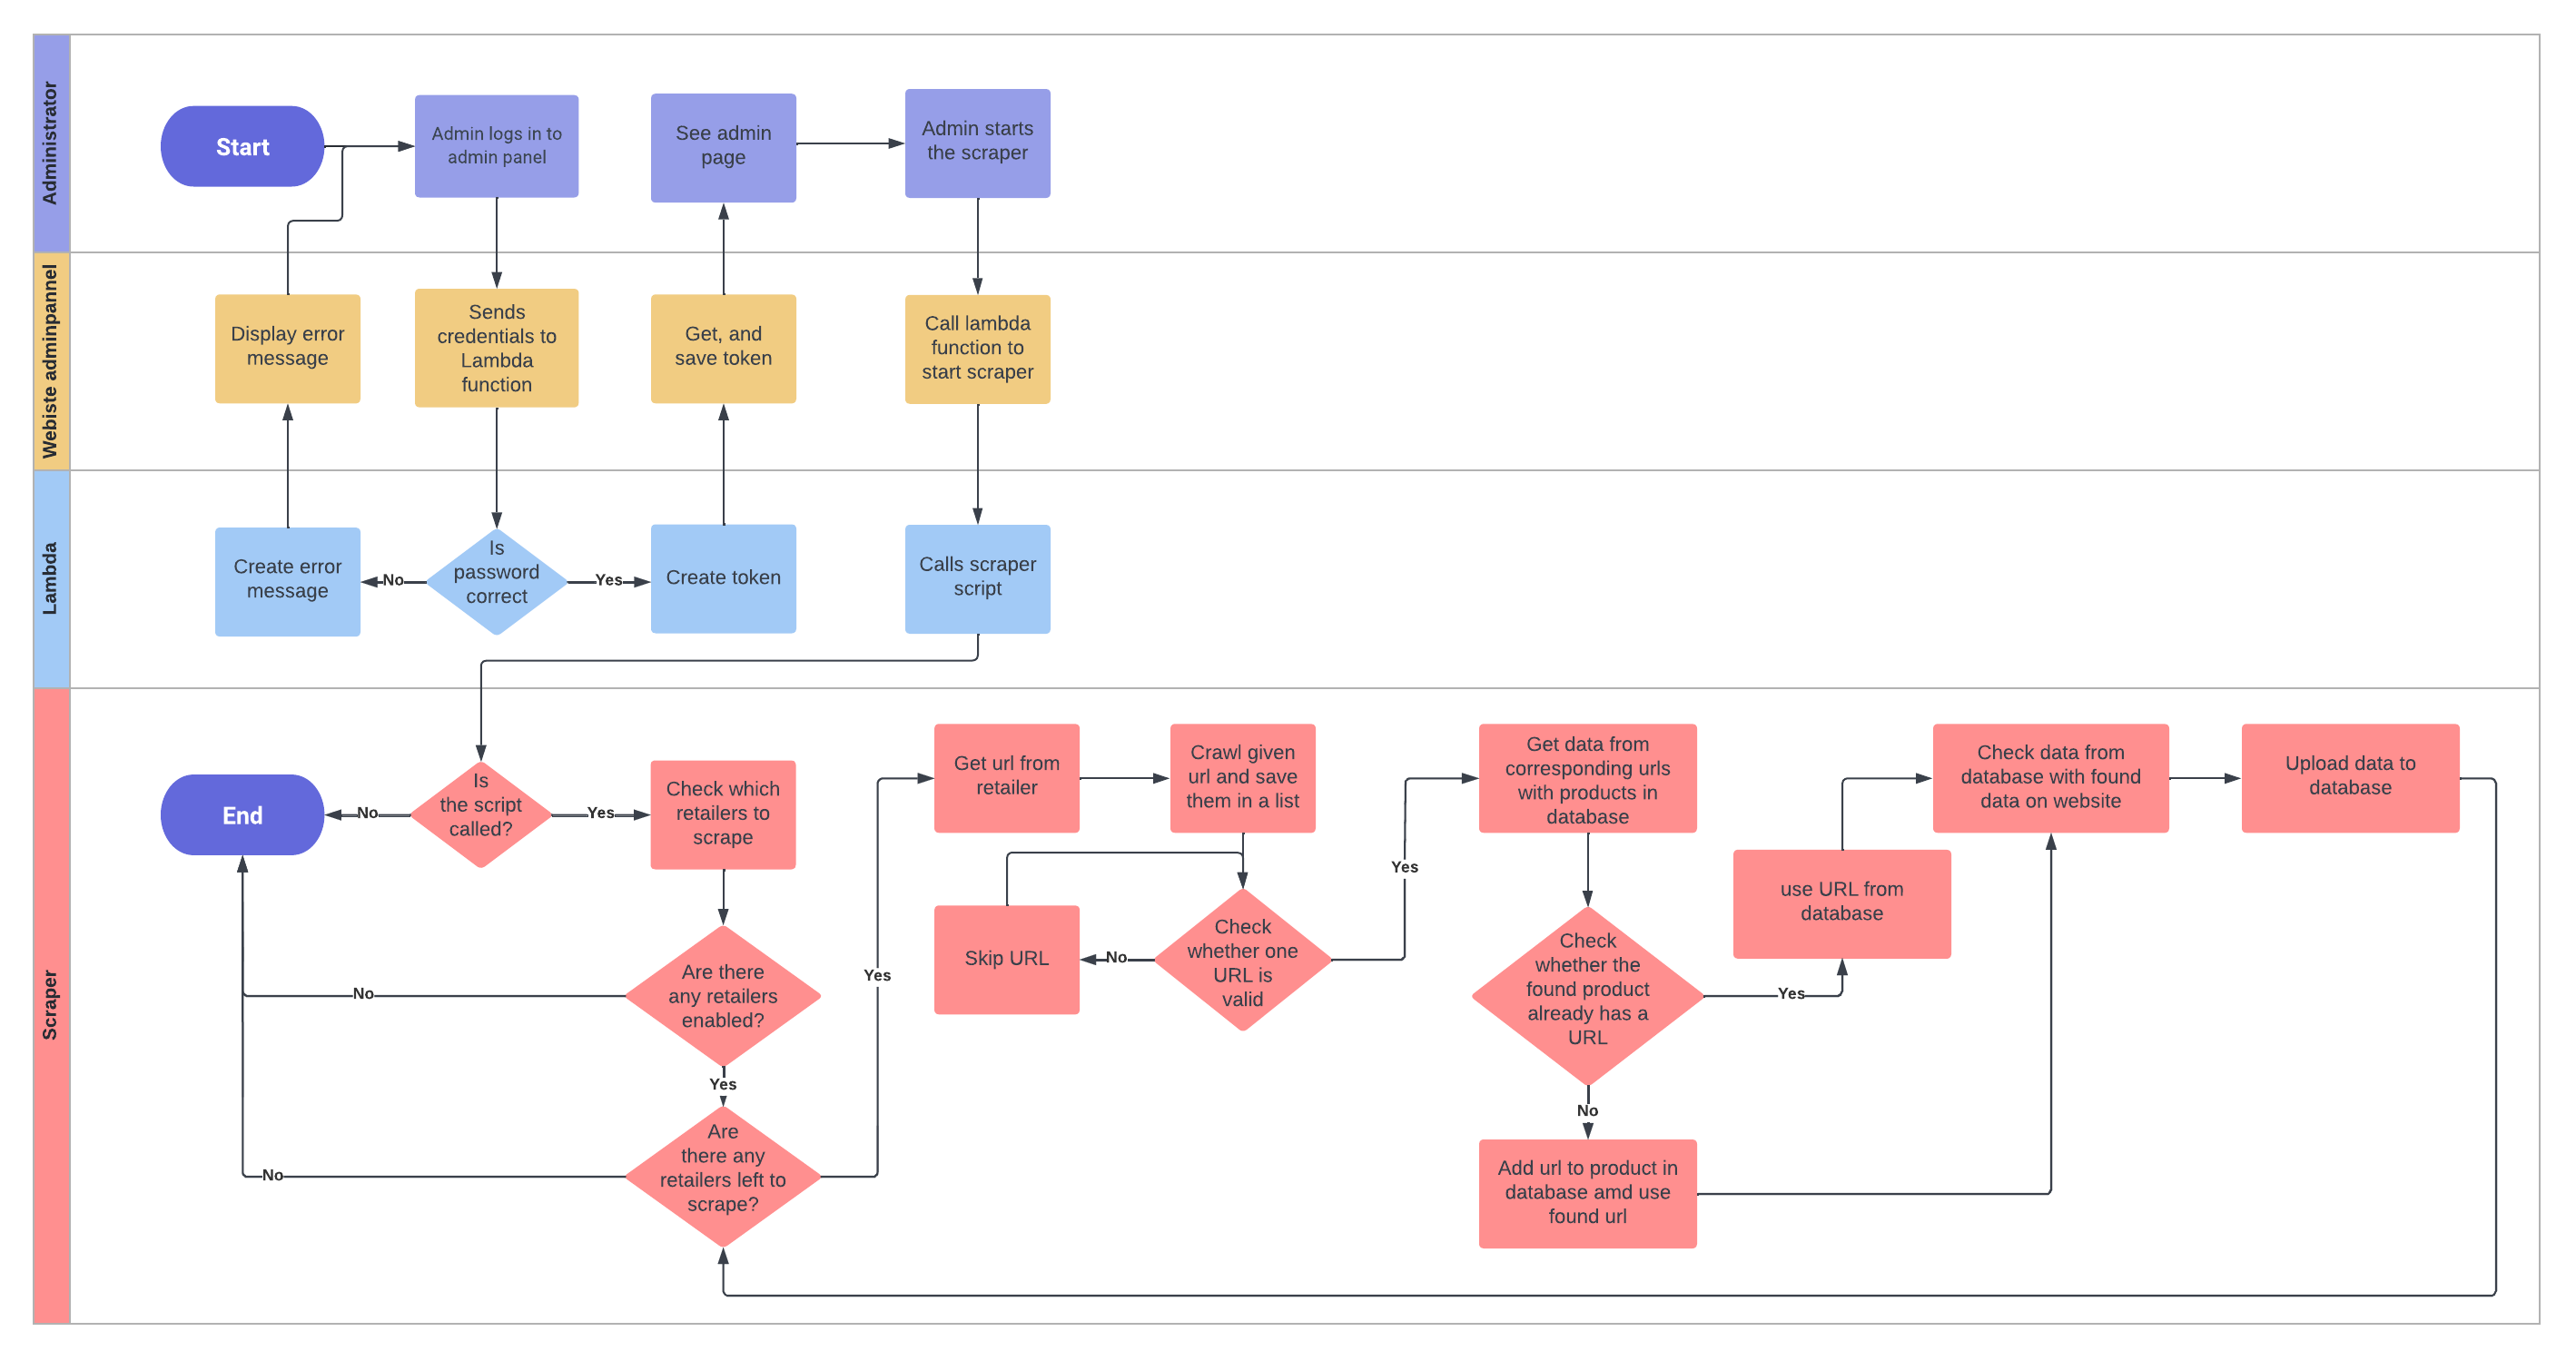 Administrator
Start
Admin logs in to
admin panel
See admin
page
Admin starts
the scraper
Webiste adminpannel
Display error
message
Sends
credentials to
Lambda
function
Get, and
save token
Call lambda
function to
start scraper
Lambda
Create error
message
No
Is
password
correct
Yes
Create token
Calls scraper
script
Scraper
End
No
Is
the script
called?
Yes
Check which
retailers to
scrape
No
Are there
any retailers
enabled?
Yes
No
Are
there any
retailers left to
scrape?
Yes
Get url from
retailer
Crawl given
url and save
them in a list
Skip URL
No
Check
whether one
URL is
valid
Yes
Get data from
corresponding urls
with products in
database
Check
whether the
found product
already has a
URL
Yes
use URL from
database
No
Add url to product in
database amd use
found url
Check data from
database with found
data on website
Upload data to
database